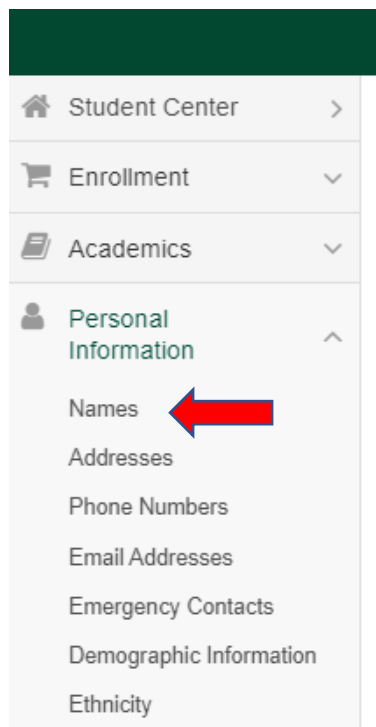 Student Center
Enrollment
Academics
Personal
Information
Names
Addresses
Phone Numbers
Email Addresses
Emergency Contacts
Demographic Information
Ethnicity